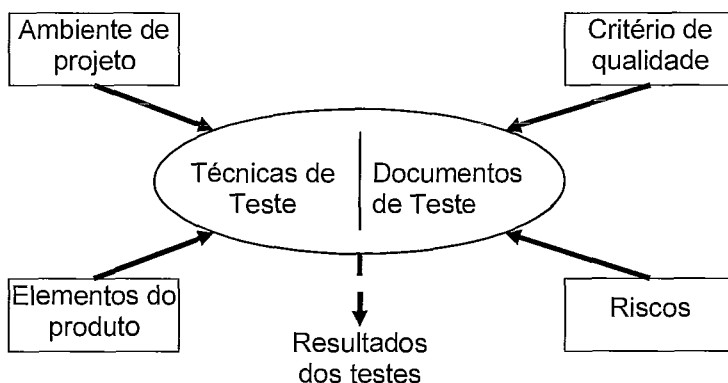 Ambiente de
projeto
Critério de
qualidade
Técnicas de
Teste
Documentos
de Teste
Elementos do
produto
Riscos
Resultados
dos testes